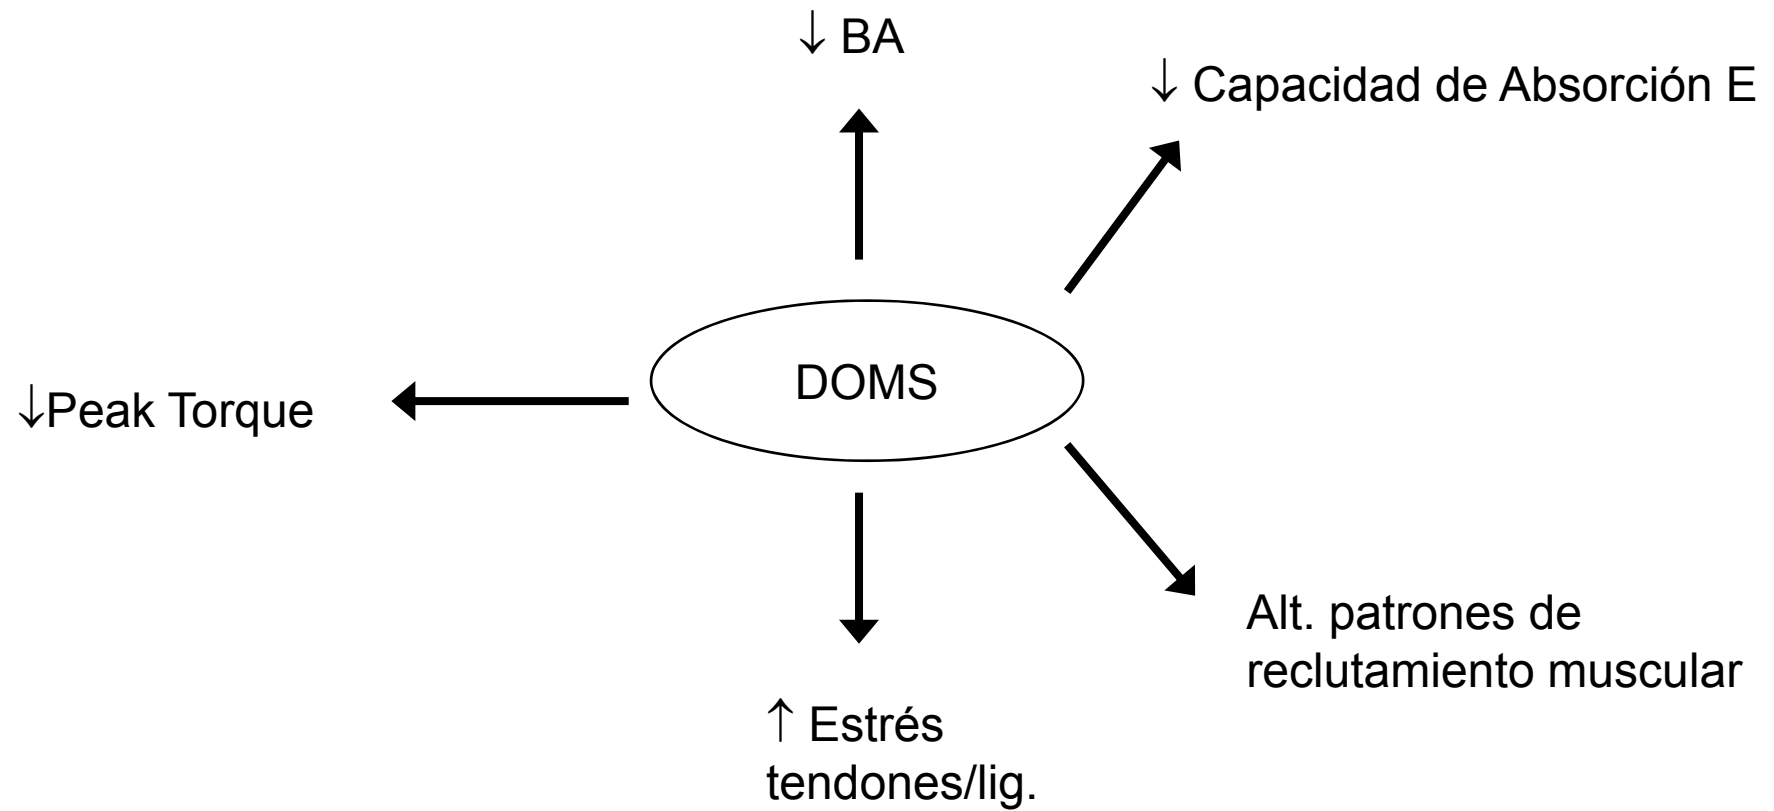 ↓ BA
↓ Capacidad de Absorción E
DOMS
↓Peak Torque
Alt. patrones de
reclutamiento muscular
↑ Estrés
tendones/lig.